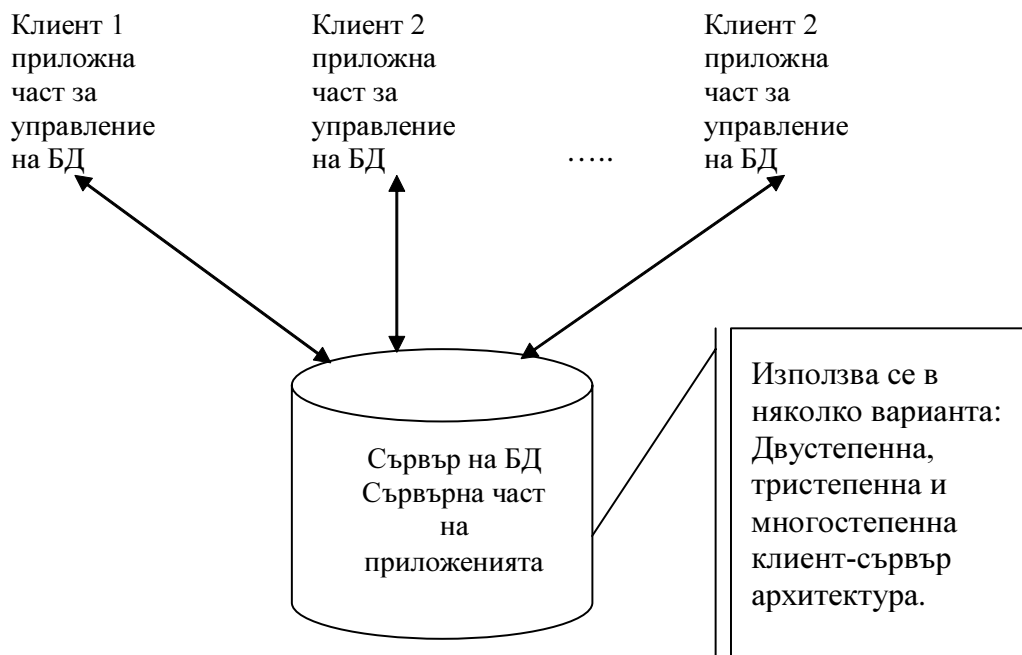 Клиент 1
приложна
част за
управление
на БД
Клиент 2
приложна
част за
управление
на БД
.....
Клиент 2
приложна
част за
управление
на БД
Сървър на БД
Сървърна част
на
приложенията
Използва се в
няколко варианта:
Двустепенна,
тристепенна и
многостепенна
клиент-сървър
архитектура.